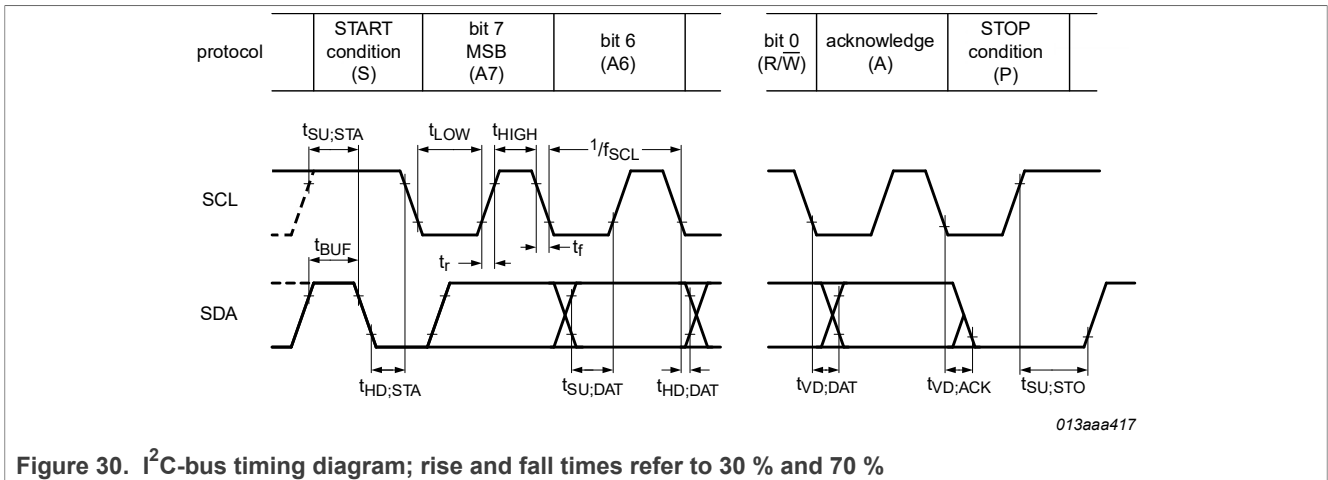 protocol
START
condition
(S)
bit 7
MSB
(A7)
bit 6
(A6)
bit 0
(R/W̅)
acknowledge
(A)
STOP
condition
(P)
tSU;STA
tLOW
tHIGH
1/fSCL
SCL
tBUF
tr
tf
SDA
tHD;STA
tSU;DAT
tHD;DAT
tVD;DAT
tVD;ACK
tSU;STO
013aaa417
Figure 30. I²C-bus timing diagram; rise and fall times refer to 30 % and 70 %